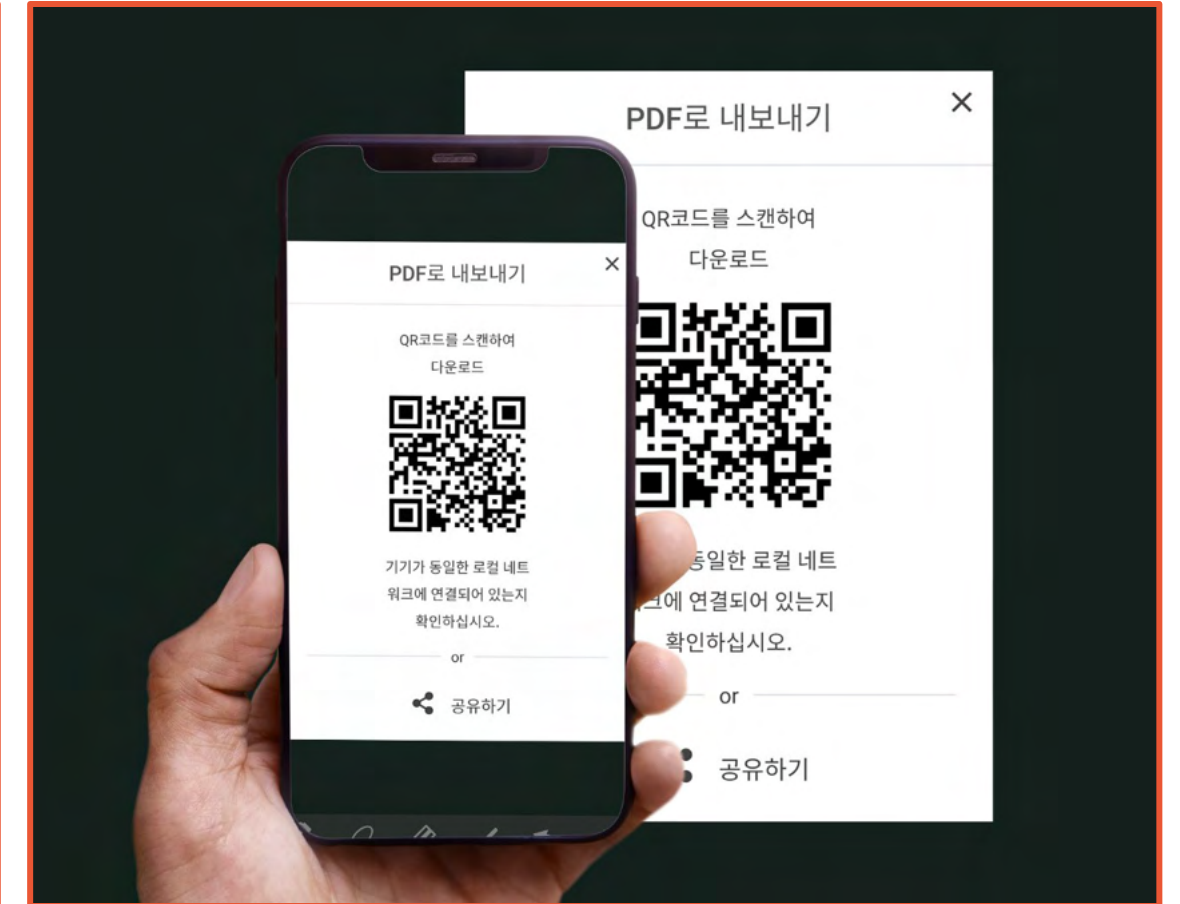 PDF로 내보내기
QR코드를 스캔하여
다운로드
동일한 로컬 네트
크에 연결되어 있는지
확인하십시오.
or
공유하기
PDF로 내보내기
QR코드를 스캔하여
다운로드
기기가 동일한 로컬 네트
워크에 연결되어 있는지
확인하십시오.
or
공유하기